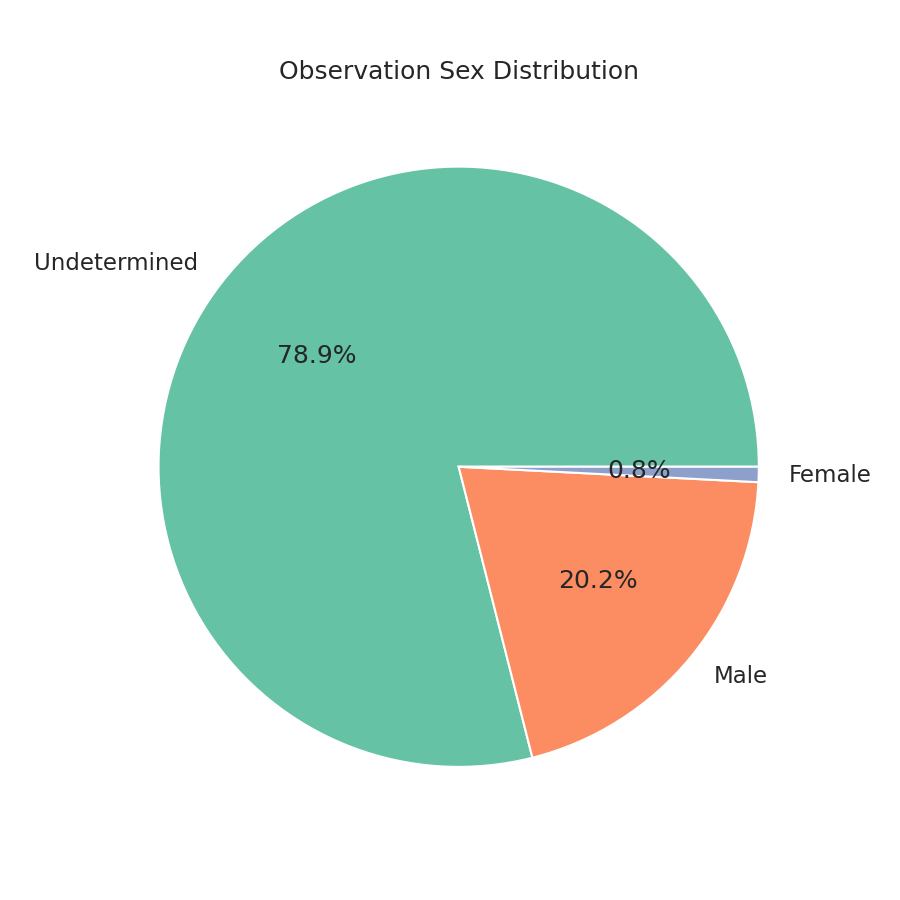 Observation Sex Distribution
Undetermined
78.9%
0.8%
Female
20.2%
Male